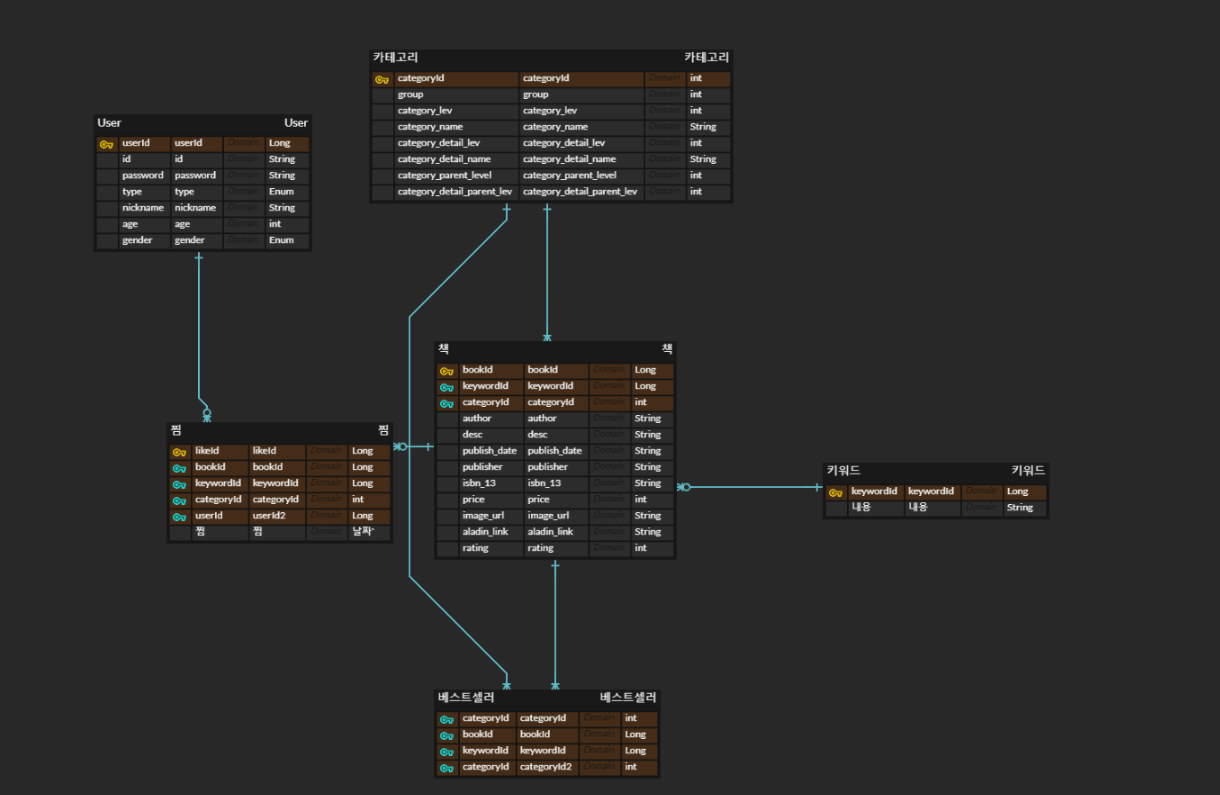 카테고리 카테고리
categoryId categoryId Domain int
group group Domain int
category_lev category_lev Domain int
category_name category_name Domain String
category_detail_lev category_detail_lev Domain int
category_detail_name category_detail_name Domain String
category_parent_level category_parent_level Domain int
category_detail_parent_lev category_detail_parent_lev Domain int
User User
userId userId Domain Long
id id Domain String
password password Domain String
type type Domain Enum
nickname nickname Domain String
age age Domain int
gender gender Domain Enum
책 책
bookId bookId Domain Long
keywordId keywordId Domain Long
categoryId categoryId Domain int
author author Domain String
desc desc Domain String
publish_date publish_date Domain String
publisher publisher Domain String
isbn_13 isbn_13 Domain String
price price Domain int
image_url image_url Domain String
aladin_link aladin_link Domain String
rating rating Domain int
찜 찜
likeId likeId Domain Long
bookId bookId Domain Long
keywordId keywordId Domain Long
categoryId categoryId Domain int
userId userId2 Domain Long
찜 찜 Domain 날짜~
키워드 키워드
keywordId keywordId Domain Long
내용 내용 Domain String
베스트셀러 베스트셀러
categoryId categoryId Domain int
bookId bookId Domain Long
keywordId keywordId Domain Long
categoryId categoryId2 Domain int